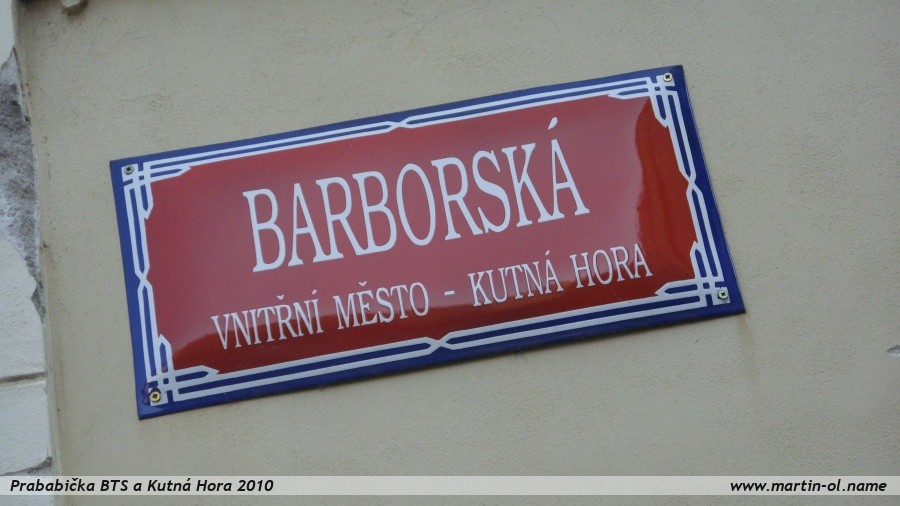 BARBORSKÁ
VNITŘNÍ MĚSTO - KUTNÁ HORA
Prababička BTS a Kutná Hora 2010
www.martin-ol.name